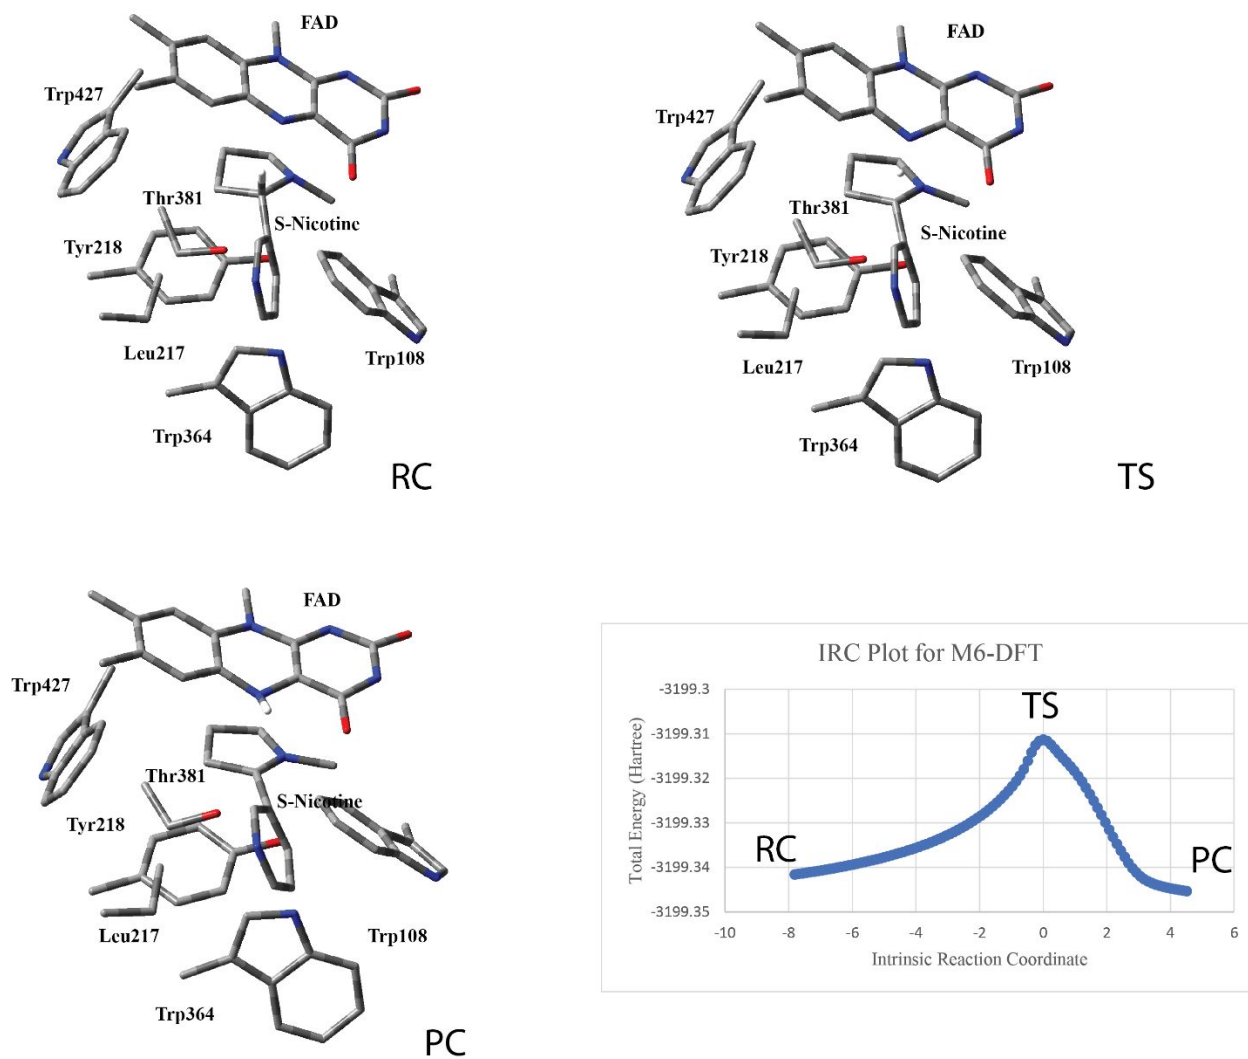 FAD
Trp427
Thr381
S-Nicotine
Tyr218
Leu217
Trp108
Trp364
RC
FAD
Trp427
Thr381
S-Nicotine
Tyr218
Leu217
Trp108
Trp364
TS
FAD
Trp427
Thr381
S-Nicotine
Tyr218
Leu217
Trp108
Trp364
PC
IRC Plot for M6-DFT
-3199.3
TS
-3199.31
-3199.32
-3199.33
RC
PC
-3199.34
-3199.35
Total Energy (Hartree)
-10 -8 -6 -4 -2 0 2 4 6
Intrinsic Reaction Coordinate